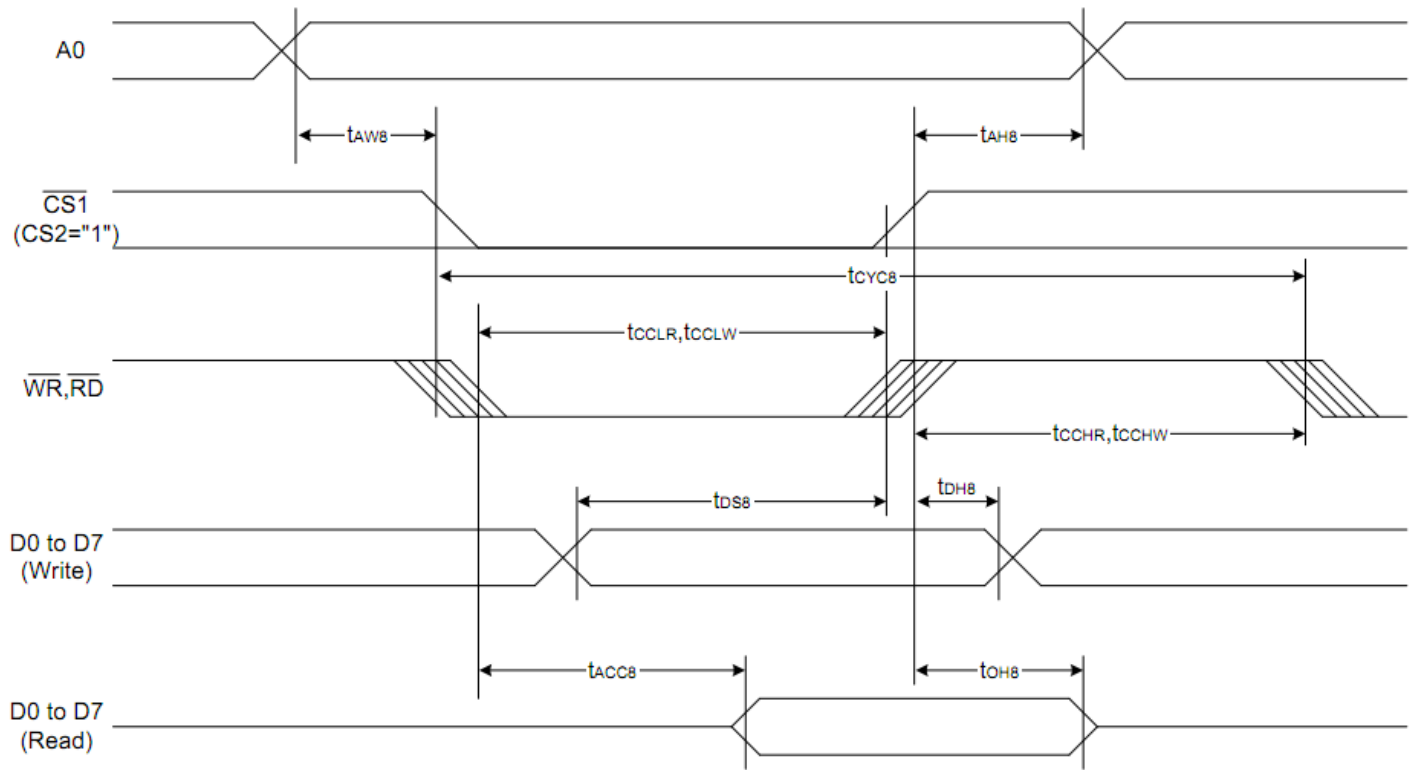 A0
tAW8
tAH8
CS1
(CS2="1")
tCYC8
tCCLR,tCCLW
WR,RD
tCCHR,tCCHW
tDS8
tDH8
D0 to D7
(Write)
tACC8
tOH8
D0 to D7
(Read)